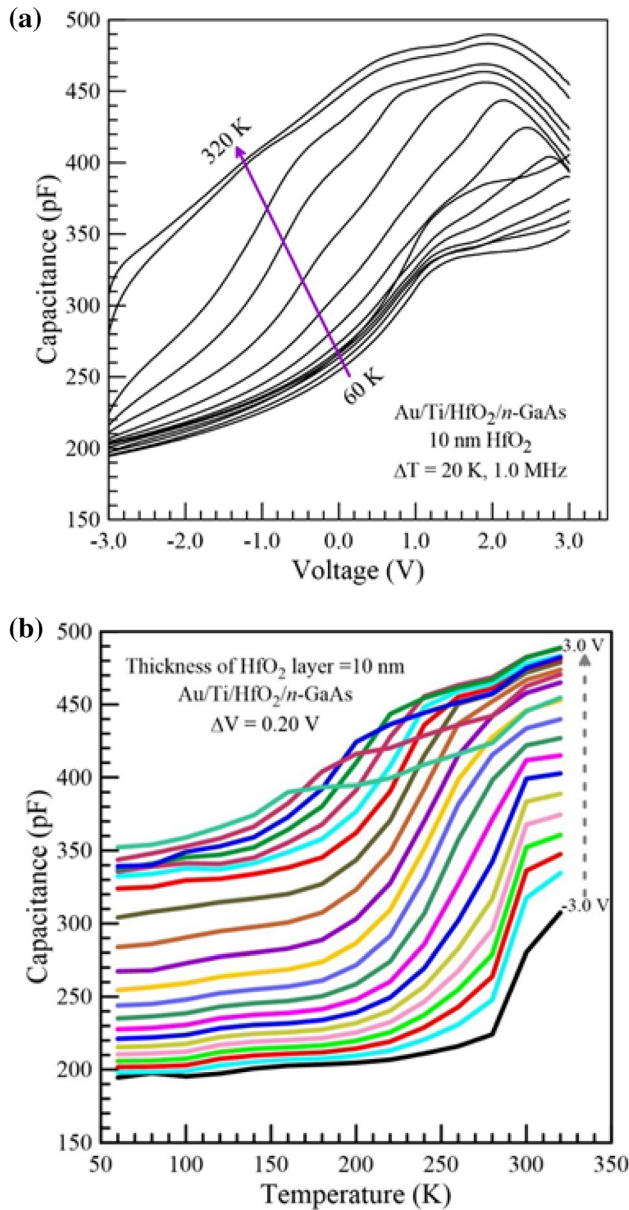 (a)
500
450
400
350
300
250
200
150
Capacitance (pF)
320 K
60 K
Au/Ti/HfO₂/n-GaAs
10 nm HfO₂
ΔT = 20 K, 1.0 MHz
-3.0 -2.0 -1.0 0.0 1.0 2.0 3.0
Voltage (V)
(b)
500
450
400
350
300
250
200
150
Capacitance (pF)
Thickness of HfO₂ layer =10 nm
Au/Ti/HfO₂/n-GaAs
ΔV = 0.20 V
3.0 V
-3.0 V
50 100 150 200 250 300 350
Temperature (K)